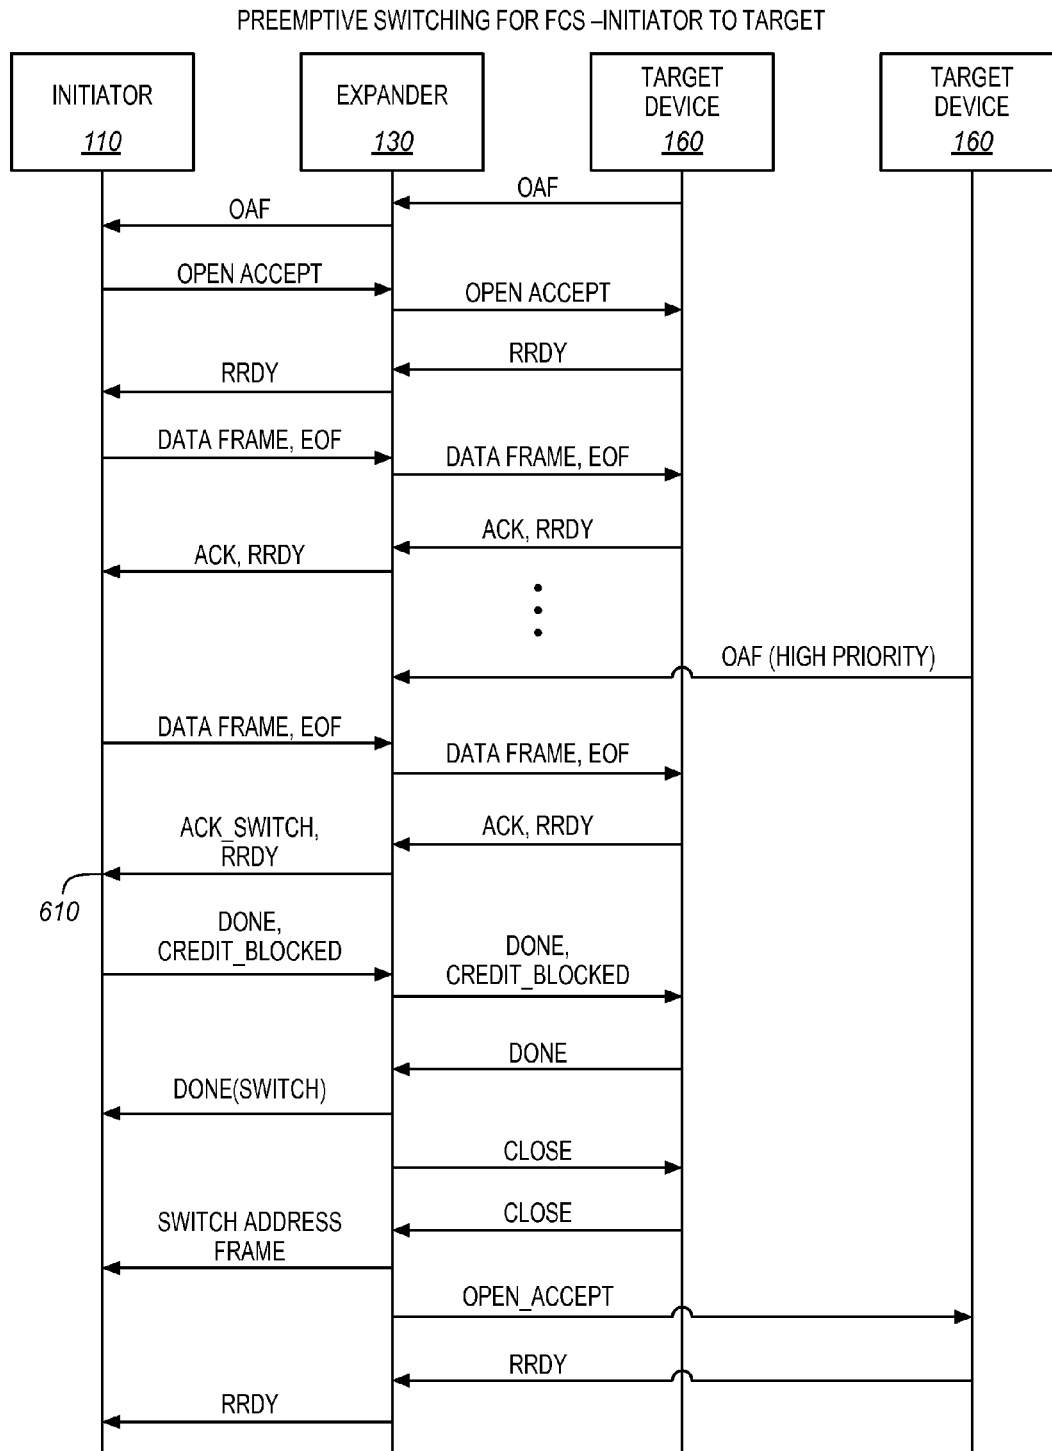 PREEMPTIVE SWITCHING FOR FCS –INITIATOR TO TARGET
INITIATOR
110
EXPANDER
130
TARGET
DEVICE
160
TARGET
DEVICE
160
OAF
OAF
OPEN ACCEPT
OPEN ACCEPT
RRDY
RRDY
DATA FRAME, EOF
DATA FRAME, EOF
ACK, RRDY
ACK, RRDY
OAF (HIGH PRIORITY)
DATA FRAME, EOF
DATA FRAME, EOF
ACK, RRDY
ACK_SWITCH,
RRDY
610
DONE,
CREDIT_BLOCKED
DONE,
CREDIT_BLOCKED
DONE
DONE(SWITCH)
CLOSE
CLOSE
SWITCH ADDRESS
FRAME
OPEN_ACCEPT
RRDY
RRDY